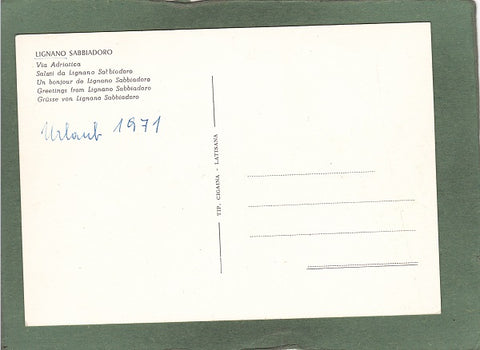 LIGNANO SABBIADORO
Via Adriatica
Saluti da Lignano Sabbiadoro
Un bonjour de Lignano Sabbiadoro
Greetings from Lignano Sabbiadoro
Grüsse von Lignano Sabbiadoro
Urlaub 1971
TIP. CIGAINA - LATISANA